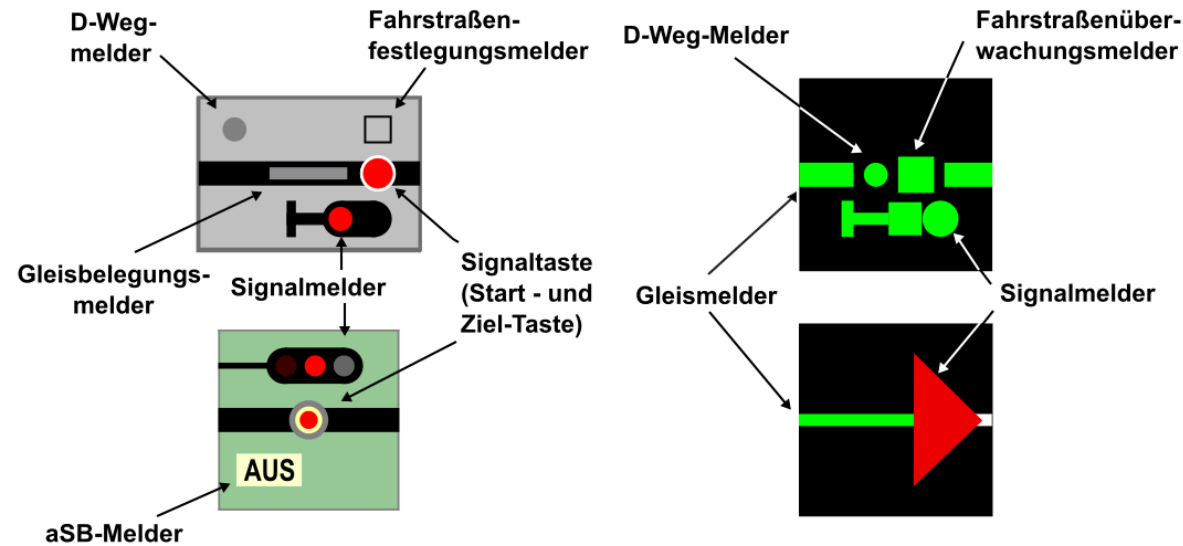 D-Weg-
melder
Fahrstraßen-
festlegungsmelder
D-Weg-Melder
Fahrstraßenüber-
wachungsmelder
Gleisbelegungs-
melder
Signalmelder
Signaltaste
(Start - und
Ziel-Taste)
Gleismelder
Signalmelder
AUS
aSB-Melder